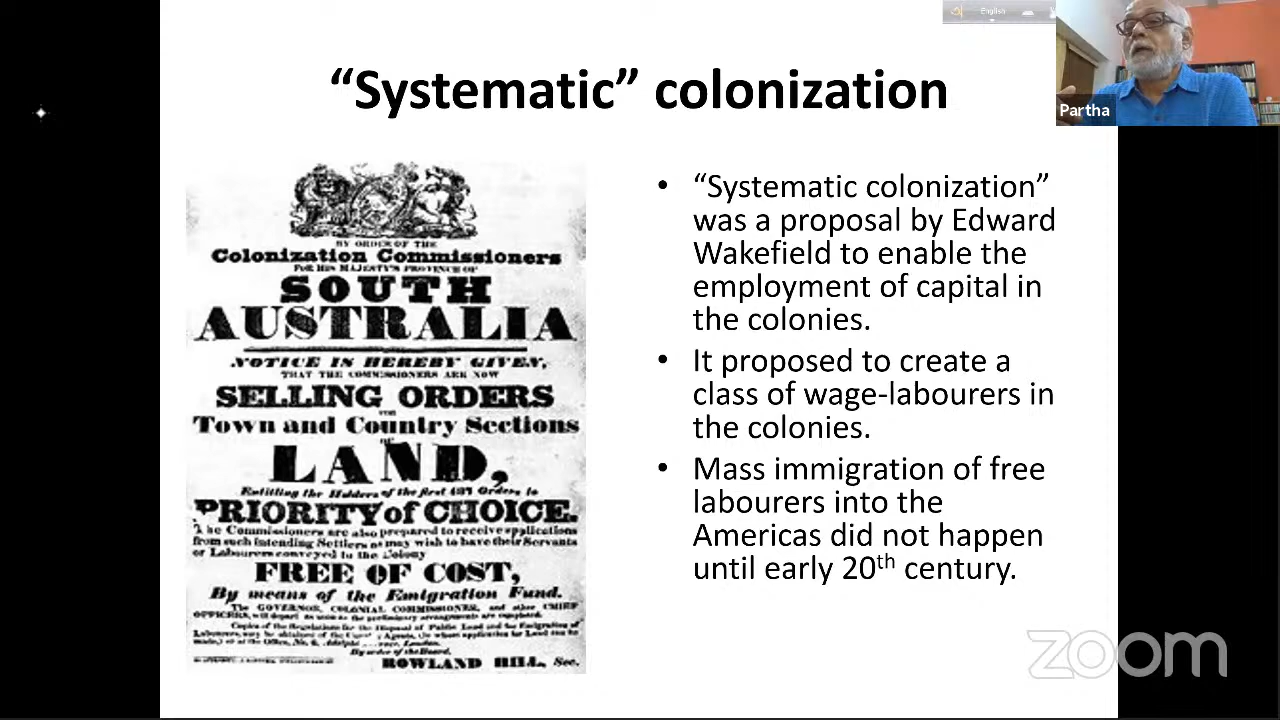 English
Partha
“Systematic” colonization
BY ORDER OF THE
Colonization Commissioners
FOR HIS MAJESTY'S PROVINCE OF
SOUTH
AUSTRALIA
NOTICE IS HEREBY GIVEN,
THAT THE COMMISSIONERS ARE NOW
SELLING ORDERS
FOR
Town and Country Sections
OF
LAND,
Entitling the Holders of the first 437 Orders to
PRIORITY of CHOICE.
The Commissioners are also prepared to receive applications
from such intending Settlers as may wish to have their Servants
or Labourers conveyed to the Colony
FREE OF COST,
By means of the Emigration Fund.
The GOVERNOR, COLONIAL COMMISSIONER, and other CHIEF
OFFICERS, will depart as soon as the preliminary arrangements are completed.
Copies of the Regulations for the Disposal of Public Land and the Emigration of
Labourers, may be obtained of the Agents, (to whom application for Land can be
made,) or at the Office, No. 6, Adelphi London.
By order of the Board.
ROWLAND HILL, Sec.
• “Systematic colonization”
was a proposal by Edward
Wakefield to enable the
employment of capital in
the colonies.
• It proposed to create a
class of wage-labourers in
the colonies.
• Mass immigration of free
labourers into the
Americas did not happen
until early 20th century.
zoom